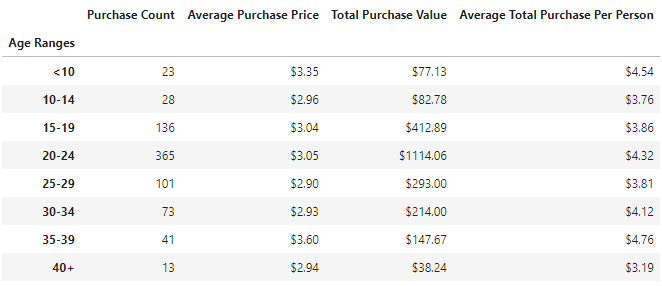 Purchase Count Average Purchase Price Total Purchase Value Average Total Purchase Per Person
Age Ranges
<10 23 $3.35 $77.13 $4.54
10-14 28 $2.96 $82.78 $3.76
15-19 136 $3.04 $412.89 $3.86
20-24 365 $3.05 $1114.06 $4.32
25-29 101 $2.90 $293.00 $3.81
30-34 73 $2.93 $214.00 $4.12
35-39 41 $3.60 $147.67 $4.76
40+ 13 $2.94 $38.24 $3.19